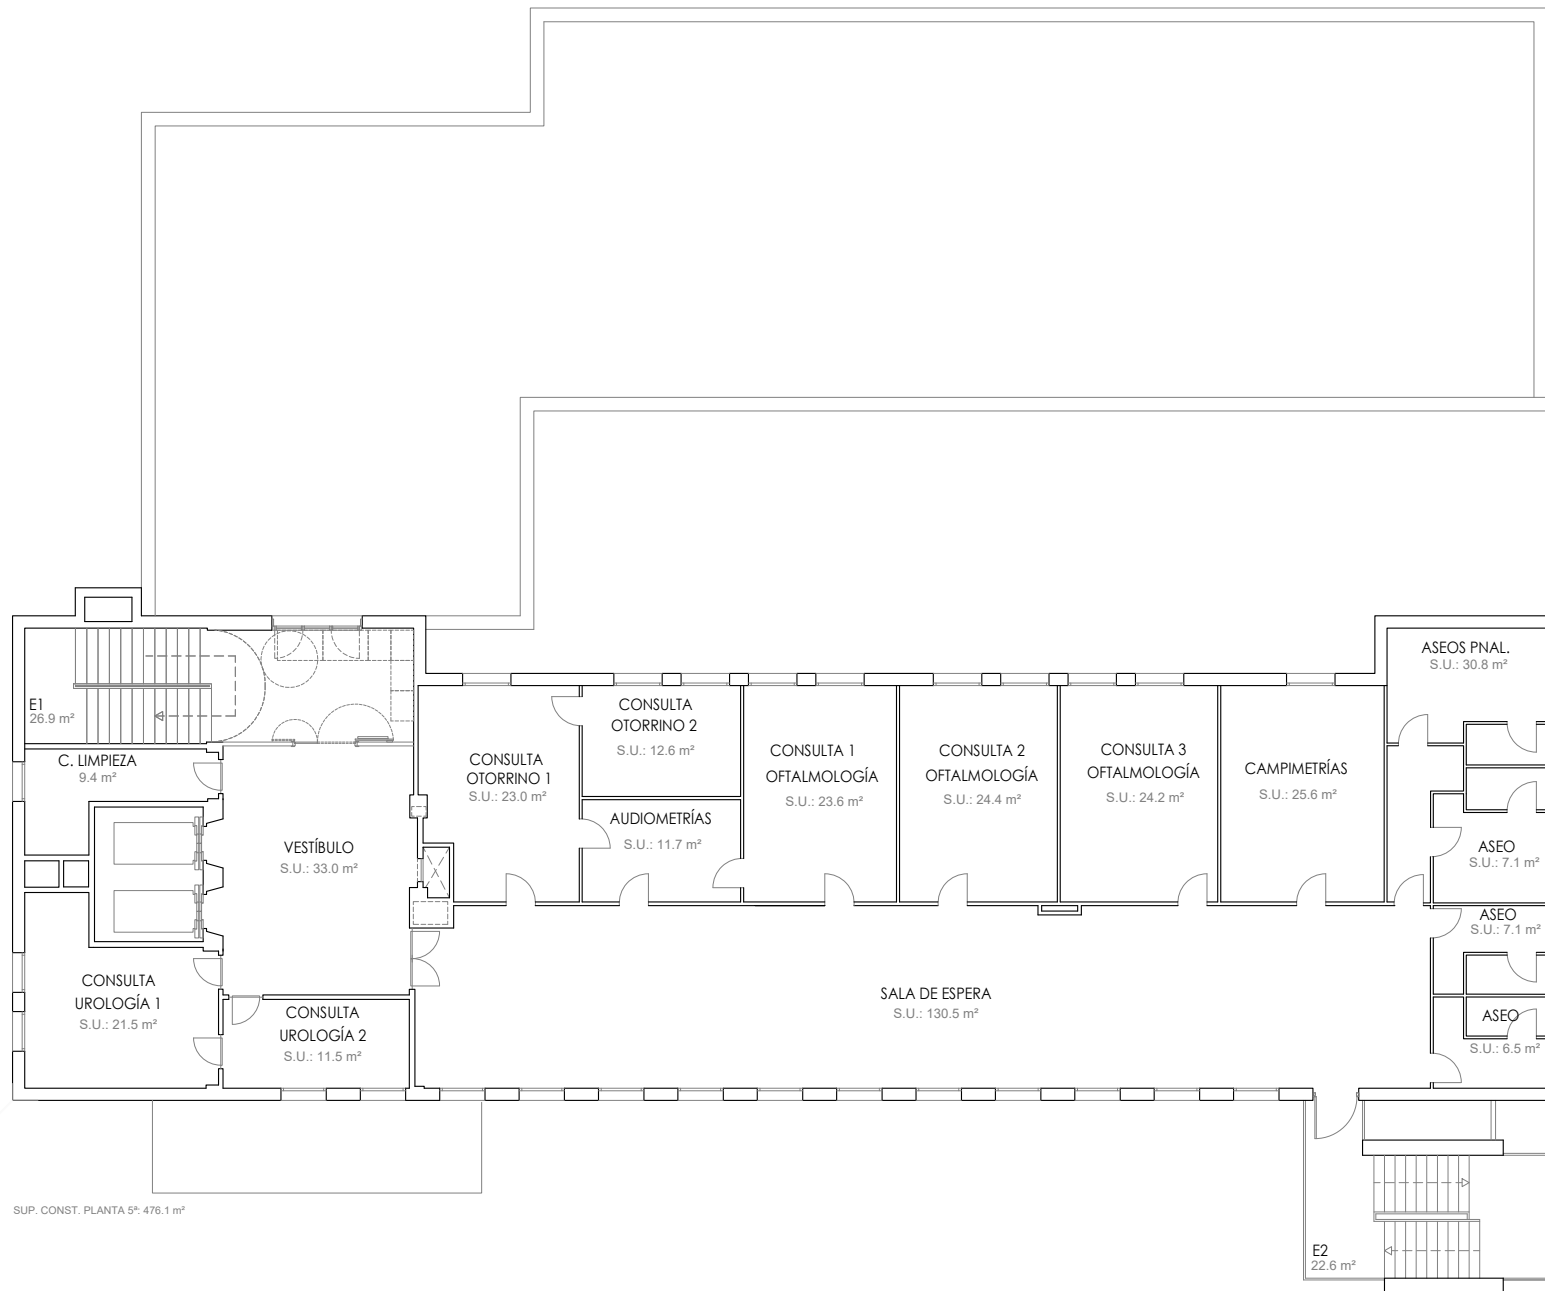 ASEOS PNAL.
S.U.: 30.8 m²
E1
26.9 m²
C. LIMPIEZA
9.4 m²
CONSULTA
OTORRINO 2
S.U.: 12.6 m²
CONSULTA
OTORRINO 1
S.U.: 23.0 m²
CONSULTA 1
OFTALMOLOGÍA
S.U.: 23.6 m²
CONSULTA 2
OFTALMOLOGÍA
S.U.: 24.4 m²
CONSULTA 3
OFTALMOLOGÍA
S.U.: 24.2 m²
CAMPIMETRÍAS
S.U.: 25.6 m²
AUDIOMETRÍAS
S.U.: 11.7 m²
VESTÍBULO
S.U.: 33.0 m²
ASEO
S.U.: 7.1 m²
ASEO
S.U.: 7.1 m²
CONSULTA
UROLOGÍA 1
S.U.: 21.5 m²
CONSULTA
UROLOGÍA 2
S.U.: 11.5 m²
SALA DE ESPERA
S.U.: 130.5 m²
ASEO
S.U.: 6.5 m²
SUP. CONST. PLANTA 5ª: 476.1 m²
E2
22.6 m²